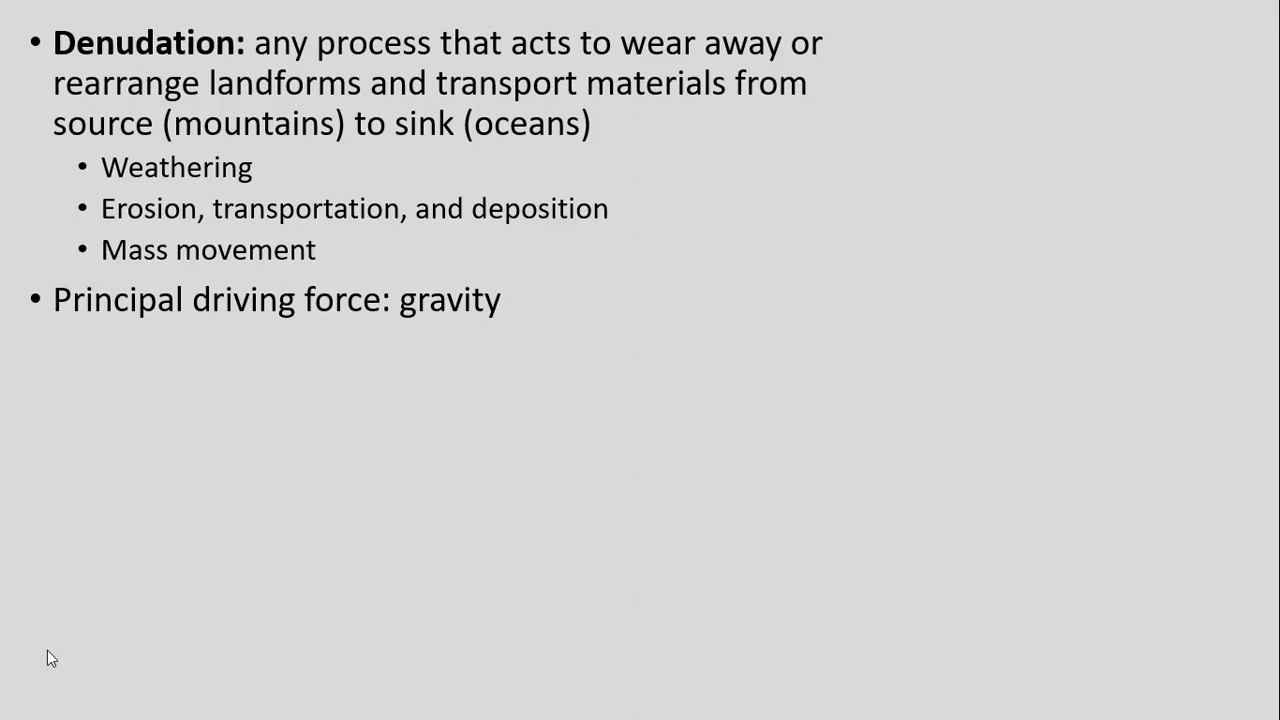 • Denudation: any process that acts to wear away or
rearrange landforms and transport materials from
source (mountains) to sink (oceans)
• Weathering
• Erosion, transportation, and deposition
• Mass movement
• Principal driving force: gravity